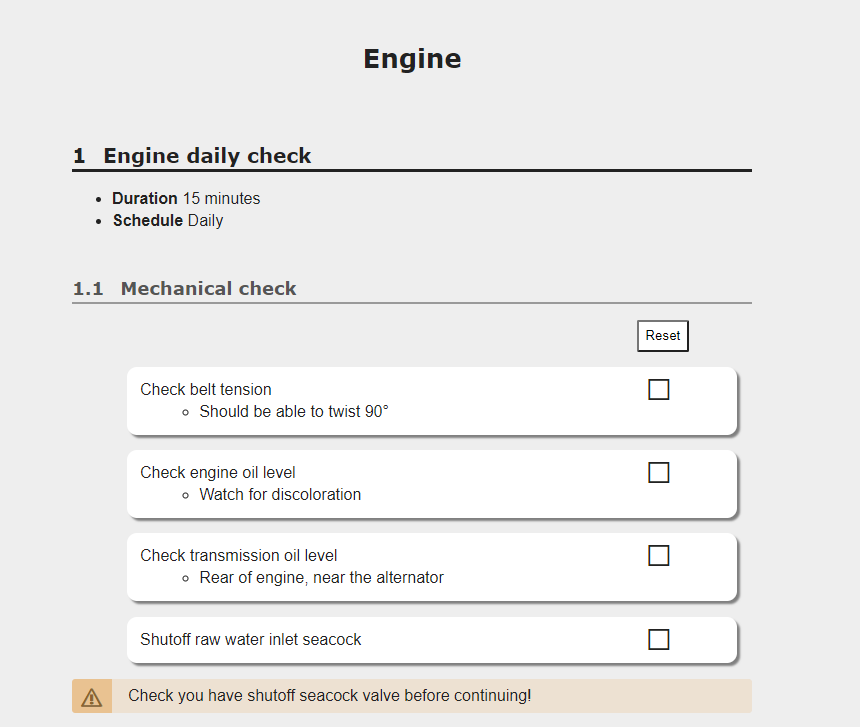 Engine
1 Engine daily check
• Duration 15 minutes
• Schedule Daily
1.1 Mechanical check
Reset
Check belt tension
◦ Should be able to twist 90°
Check engine oil level
◦ Watch for discoloration
Check transmission oil level
◦ Rear of engine, near the alternator
Shutoff raw water inlet seacock
Check you have shutoff seacock valve before continuing!